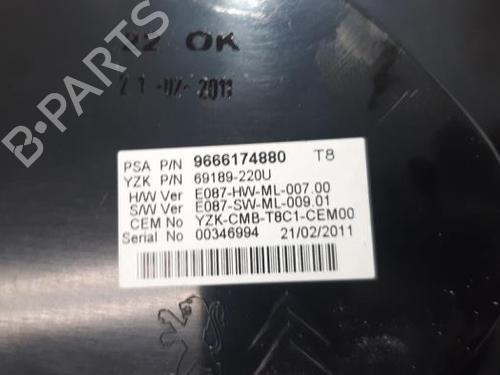 22 OK
21-02-2011
PSA P/N 9666174880 T8
YZK P/N 69189-220U
H/W Ver E087-HW-ML-007.00
S/W Ver E087-SW-ML-009.01
CEM No YZK-CMB-T8C1-CEM00
Serial No 00346994 21/02/2011
B-PARTS